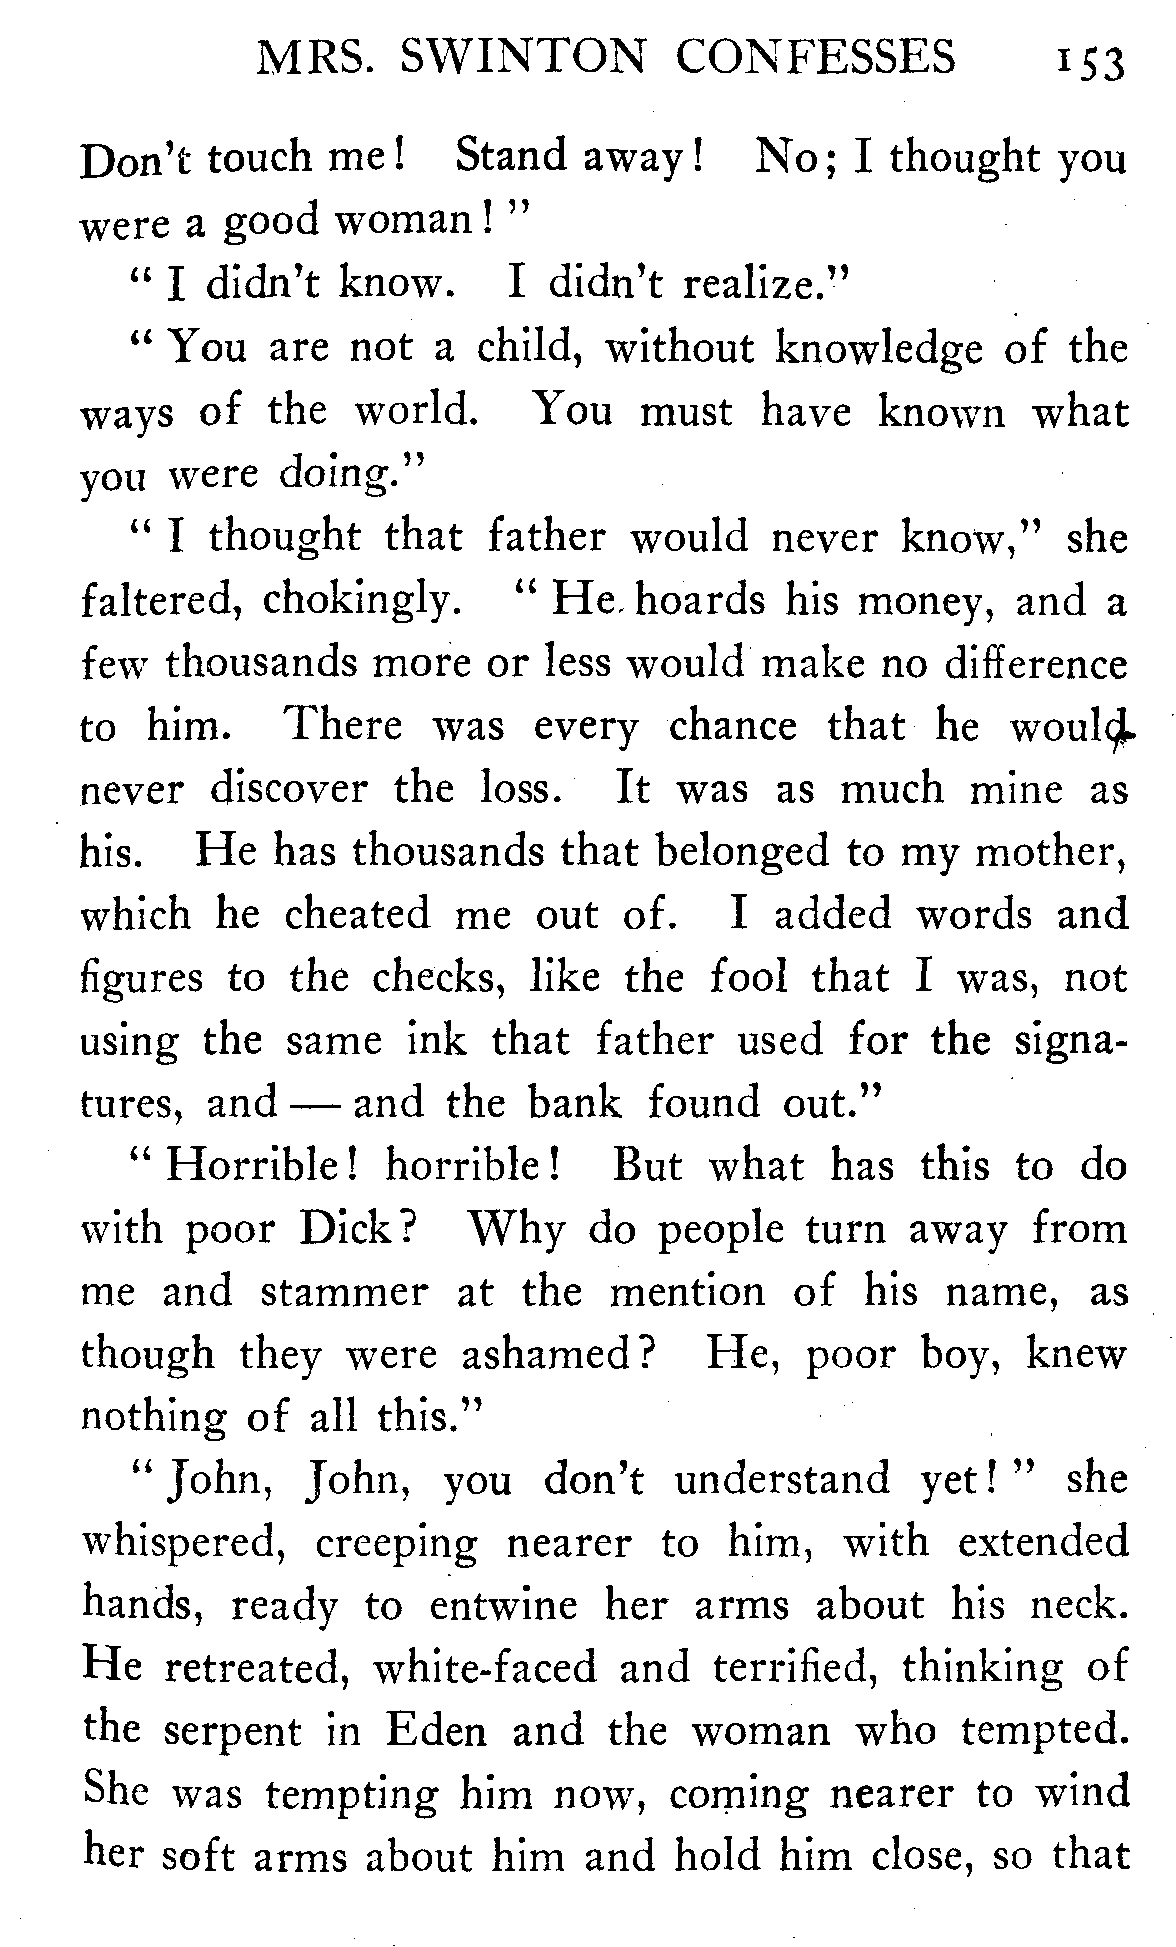 MRS. SWINTON CONFESSES 153
Don't touch me! Stand away! No; I thought you
were a good woman!"
"I didn't know. I didn't realize."
"You are not a child, without knowledge of the
ways of the world. You must have known what
you were doing."
"I thought that father would never know," she
faltered, chokingly. "He hoards his money, and a
few thousands more or less would make no difference
to him. There was every chance that he would
never discover the loss. It was as much mine as
his. He has thousands that belonged to my mother,
which he cheated me out of. I added words and
figures to the checks, like the fool that I was, not
using the same ink that father used for the signa-
tures, and — and the bank found out."
"Horrible! horrible! But what has this to do
with poor Dick? Why do people turn away from
me and stammer at the mention of his name, as
though they were ashamed? He, poor boy, knew
nothing of all this."
"John, John, you don't understand yet!" she
whispered, creeping nearer to him, with extended
hands, ready to entwine her arms about his neck.
He retreated, white-faced and terrified, thinking of
the serpent in Eden and the woman who tempted.
She was tempting him now, coming nearer to wind
her soft arms about him and hold him close, so that